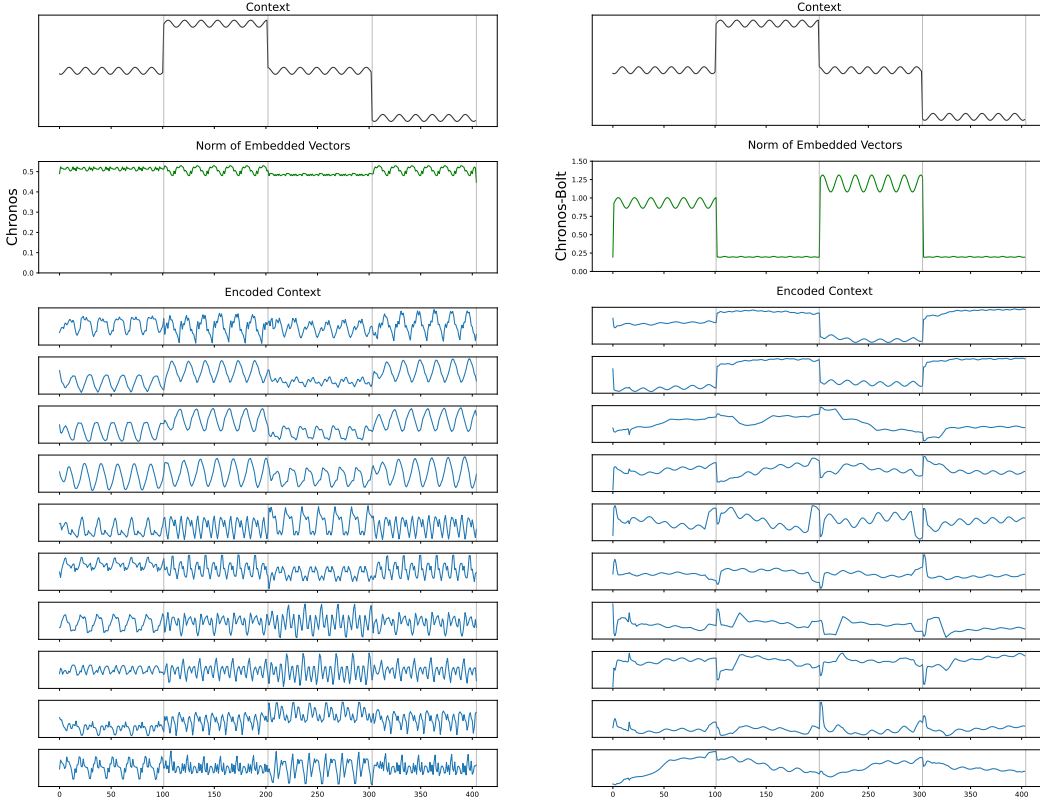 Context
Context
Norm of Embedded Vectors
Norm of Embedded Vectors
Chronos
0.5
0.4
0.3
0.2
0.1
0.0
Chronos-Bolt
1.50
1.25
1.00
0.75
0.50
0.25
0.00
Encoded Context
Encoded Context
0 50 100 150 200 250 300 350 400
0 50 100 150 200 250 300 350 400